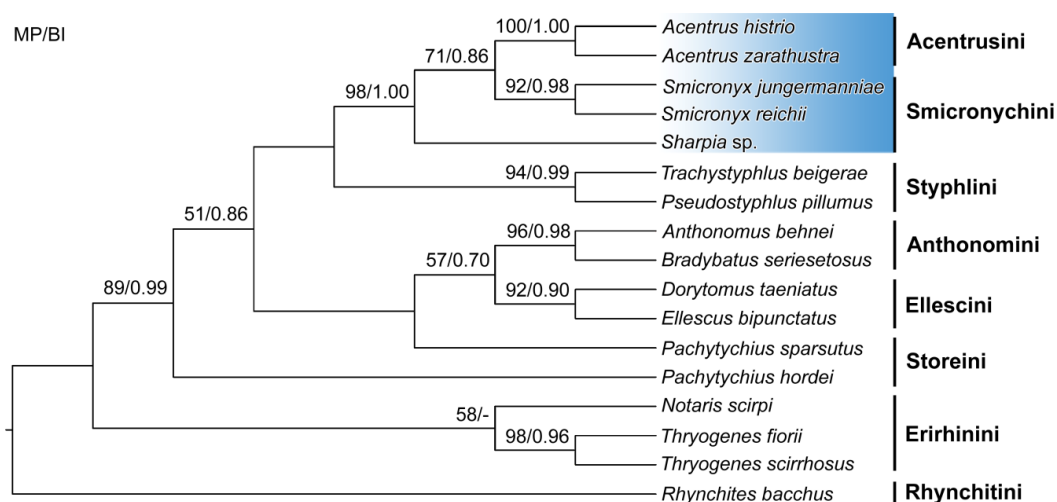 MP/BI
100/1.00
71/0.86
92/0.98
98/1.00
94/0.99
51/0.86
96/0.98
57/0.70
92/0.90
89/0.99
58/-
98/0.96
Acentrus histrio
Acentrus zarathustra
Smicronyx jungermanniae
Smicronyx reichii
Sharpia sp.
Trachystyphlus beigerae
Pseudostyphlus pillumus
Anthonomus behnei
Bradybatus seriesetosus
Dorytomus taeniatus
Ellescus bipunctatus
Pachytychius sparsutus
Pachytychius hordei
Notaris scirpi
Thryogenes fiorii
Thryogenes scirrhosus
Rhynchites bacchus
Acentrusini
Smicronychini
Styphlini
Anthonomini
Ellescini
Storeini
Erirhinini
Rhynchitini